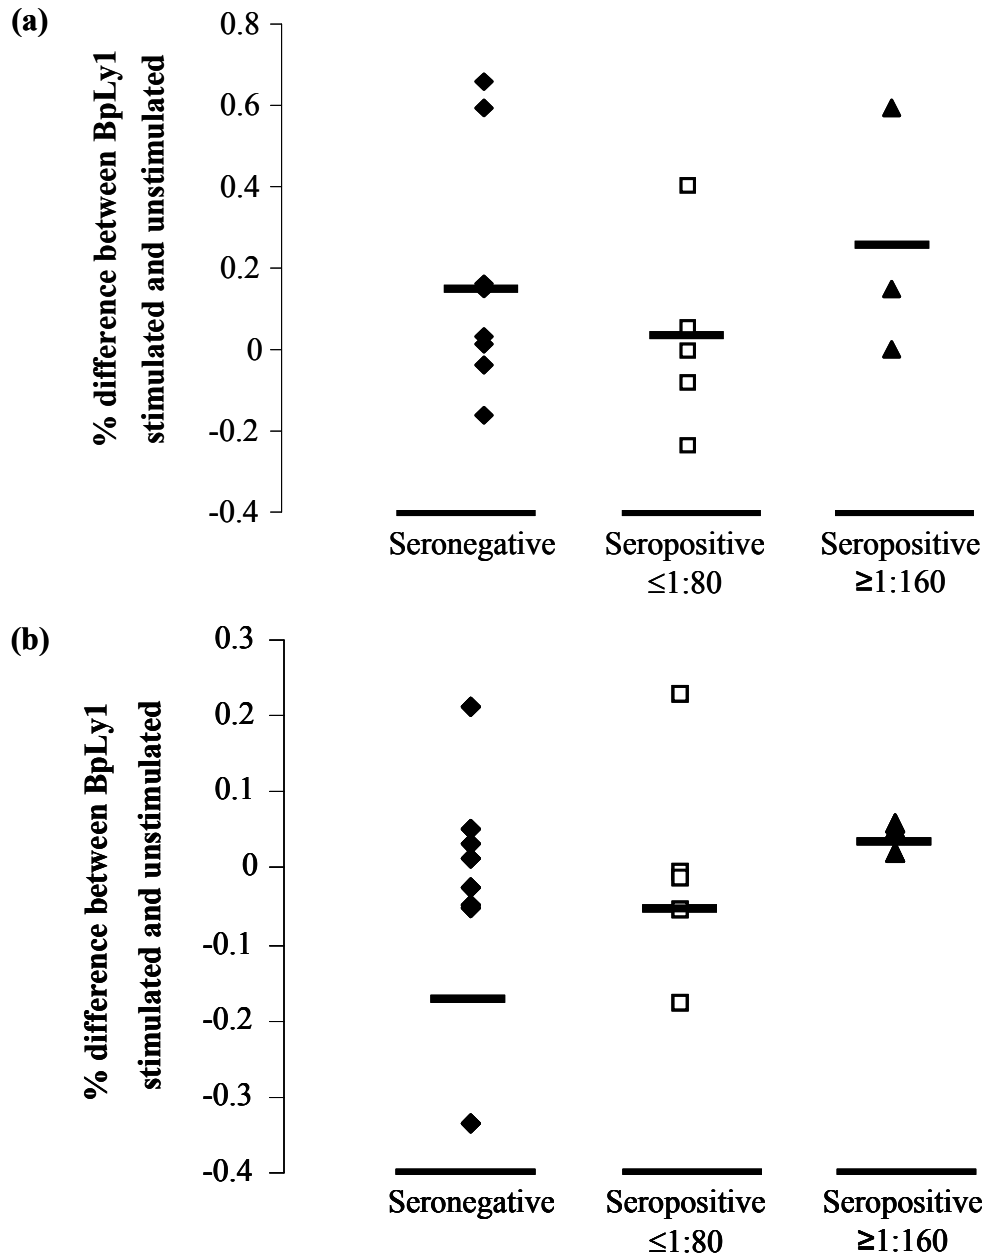 (a)
% difference between BpLy1
stimulated and unstimulated
0.8
0.6
0.4
0.2
0
-0.2
-0.4
Seronegative
Seropositive
≤1:80
Seropositive
≥1:160
(b)
% difference between BpLy1
stimulated and unstimulated
0.3
0.2
0.1
0
-0.1
-0.2
-0.3
-0.4
Seronegative
Seropositive
≤1:80
Seropositive
≥1:160